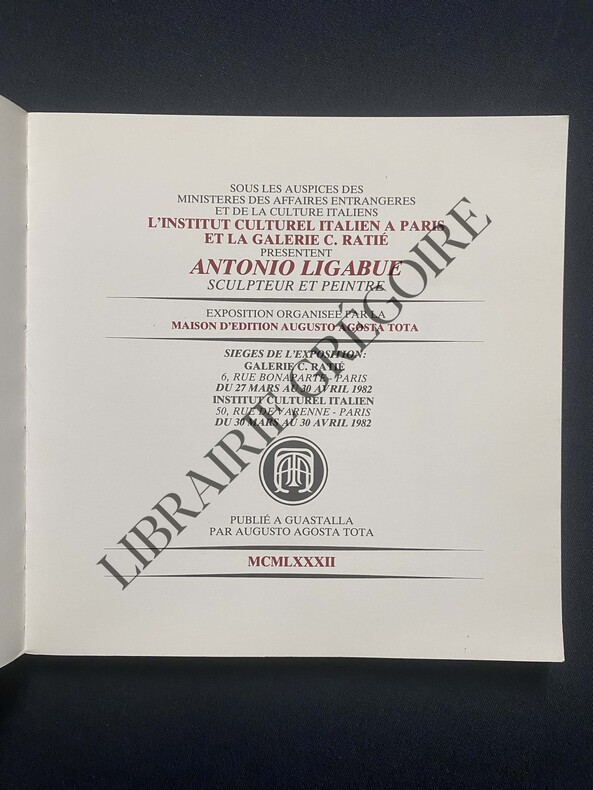 SOUS LES AUSPICES DES
MINISTERES DES AFFAIRES ENTRANGERES
ET DE LA CULTURE ITALIENS
L'INSTITUT CULTUREL ITALIEN A PARIS
ET LA GALERIE C. RATIÉ
PRESENTENT
ANTONIO LIGABUE
SCULPTEUR ET PEINTRE
EXPOSITION ORGANISEE PAR LA
MAISON D'EDITION AUGUSTO AGOSTA TOTA
SIEGES DE L'EXPOSITION:
GALERIE C. RATIÉ
6, RUE BONAPARTE - PARIS
DU 27 MARS AU 30 AVRIL 1982
INSTITUT CULTUREL ITALIEN
50, RUE DE VARENNE - PARIS
DU 30 MARS AU 30 AVRIL 1982
PUBLIÉ A GUASTALLA
PAR AUGUSTO AGOSTA TOTA
MCMLXXXII
LIBRAIRIE GRÉGOIRE